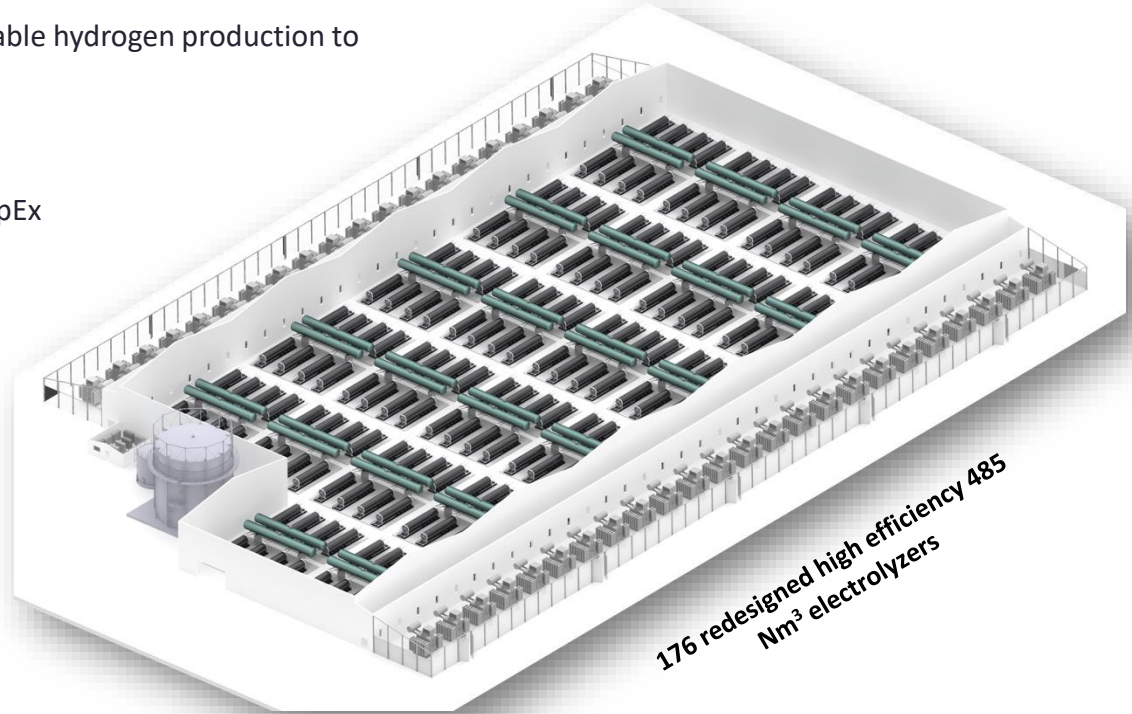 able hydrogen production to
pEx
176 redesigned high efficiency 485
Nm³ electrolyzers